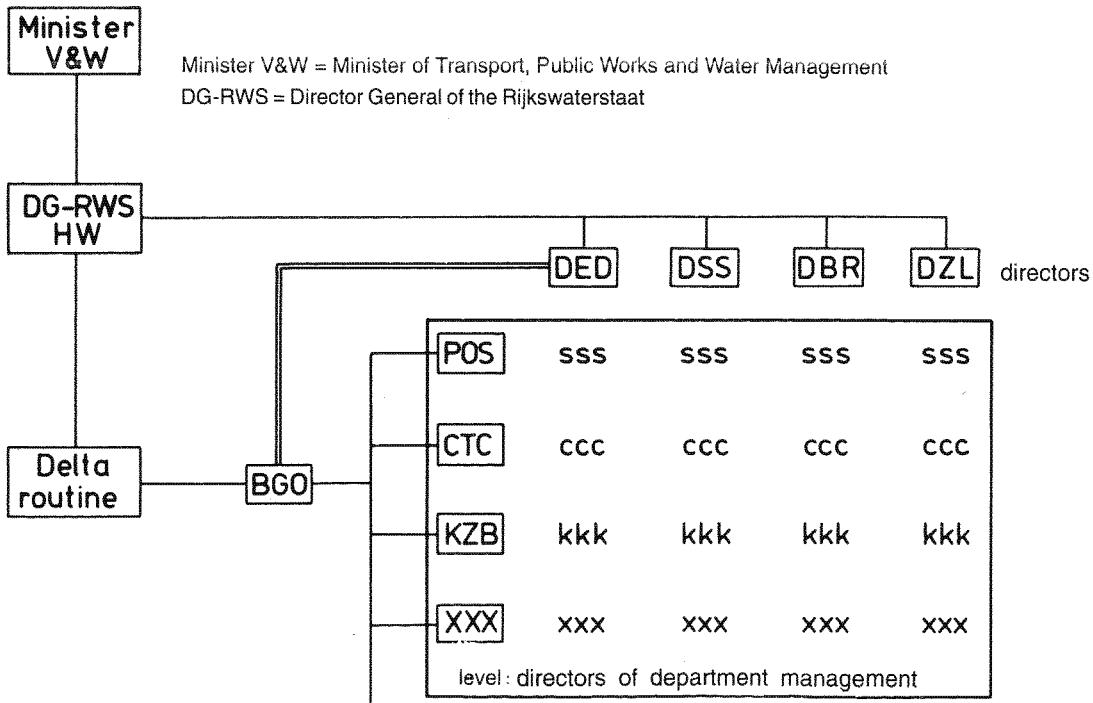 Minister
V&W
Minister V&W = Minister of Transport, Public Works and Water Management
DG-RWS = Director General of the Rijkswaterstaat
DG-RWS
HW
DED DSS DBR DZL directors
POS sss sss sss sss
Delta
routine
BGO
CTC ccc ccc ccc ccc
KZB kkk kkk kkk kkk
XXX xxx xxx xxx xxx
level: directors of department management